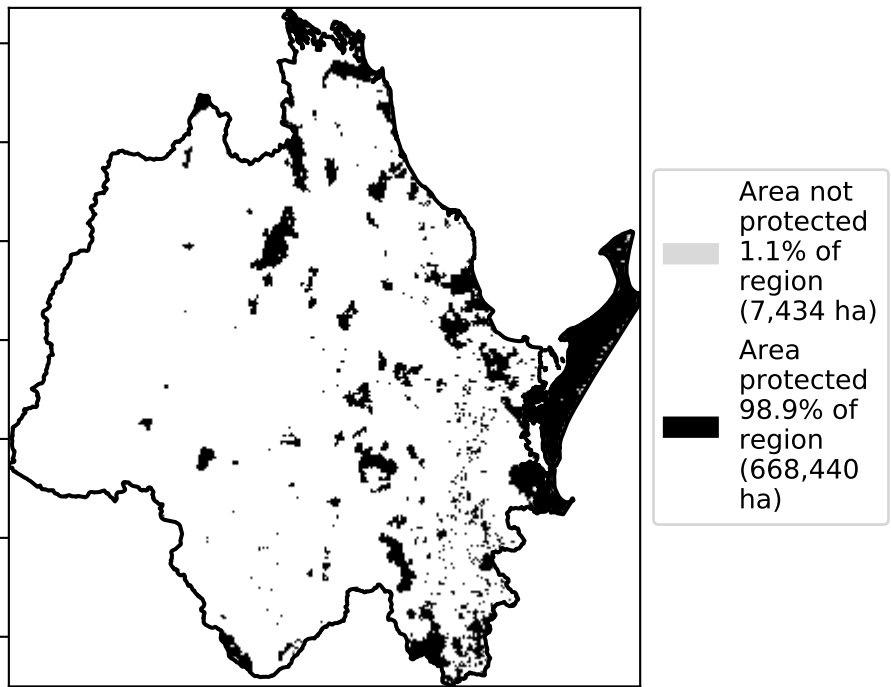 Area not
protected
1.1% of
region
(7,434 ha)
Area
protected
98.9% of
region
(668,440
ha)